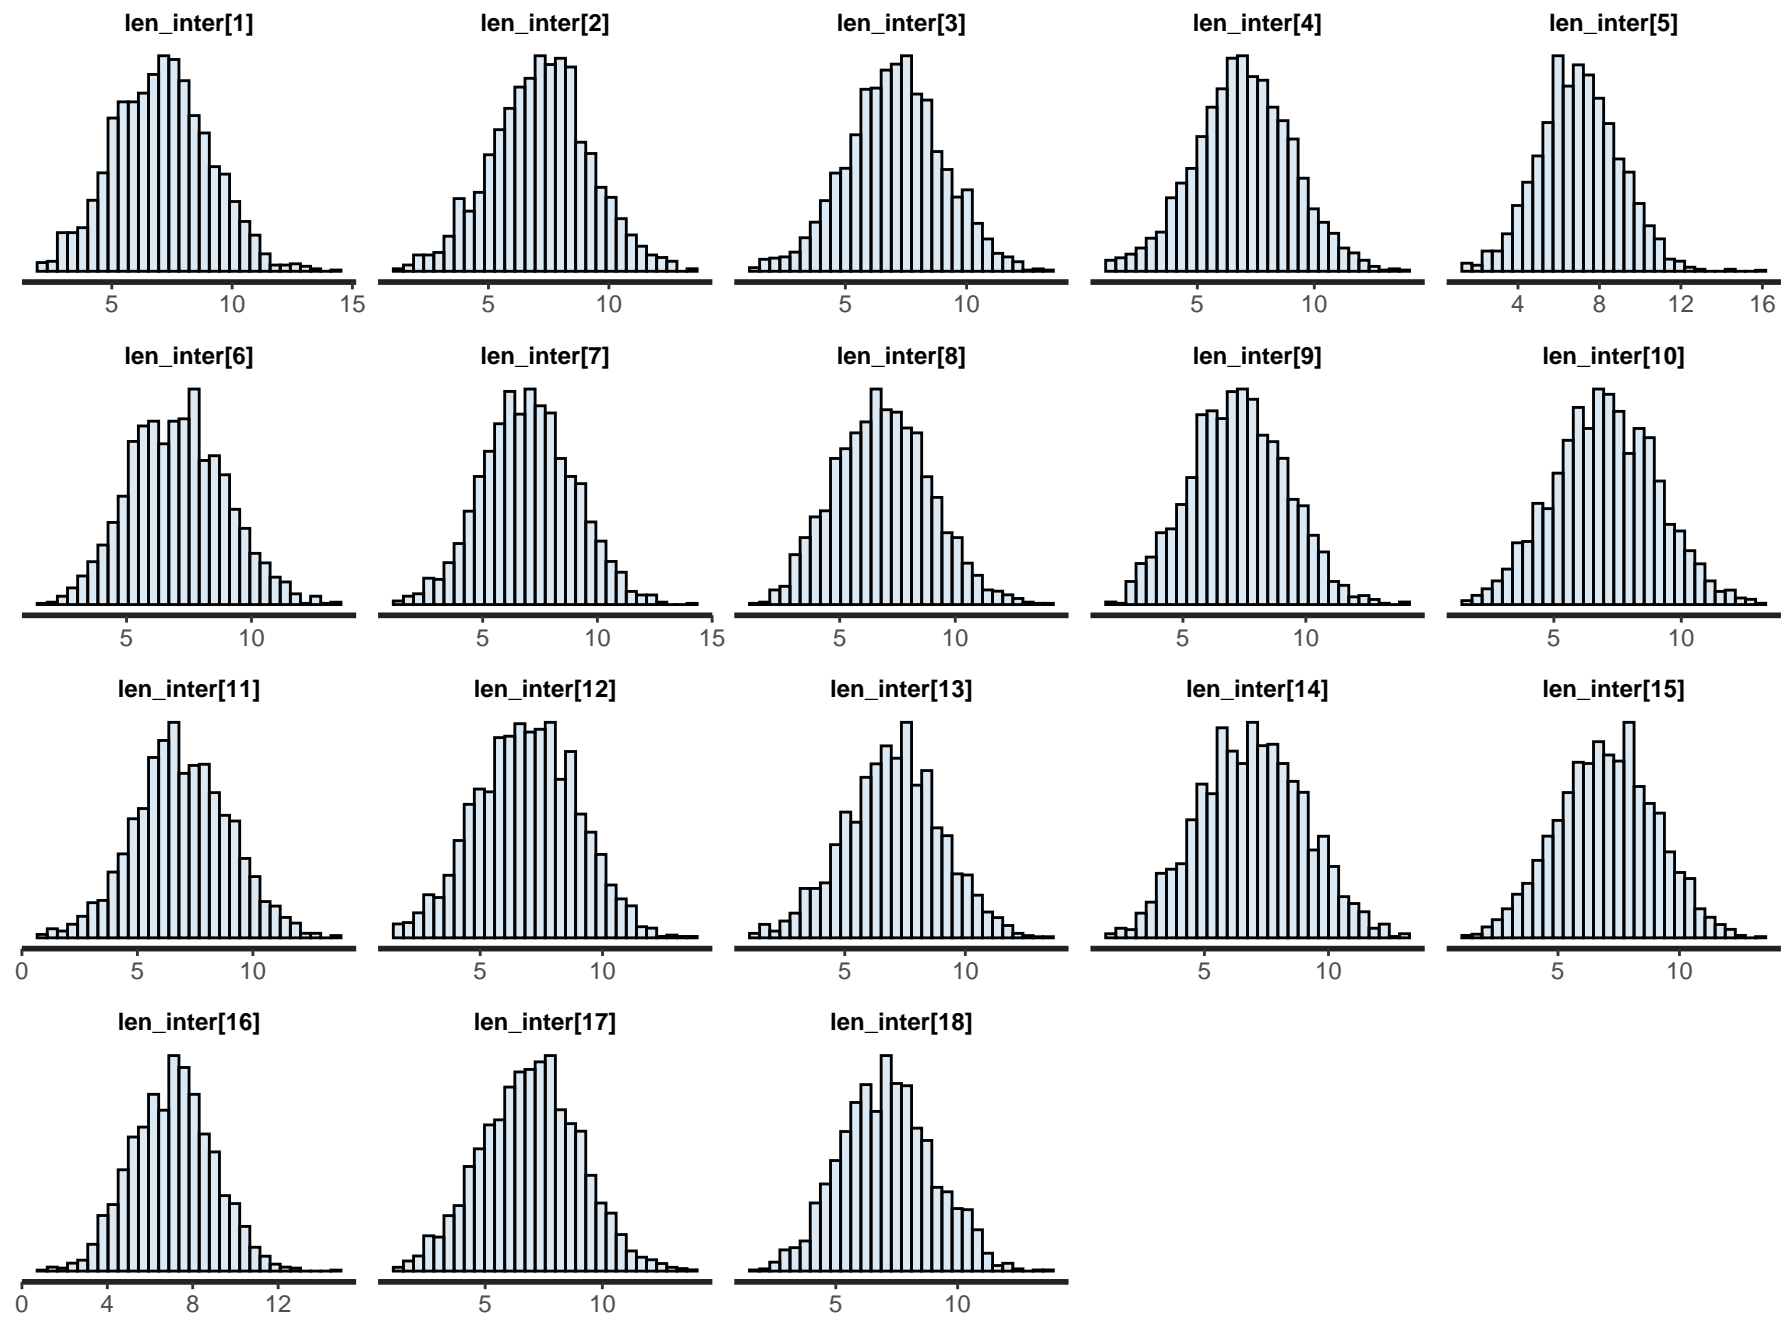 len_inter[1] len_inter[2] len_inter[3] len_inter[4] len_inter[5]
5 10 15 5 10 5 10 5 10 4 8 12 16
len_inter[6] len_inter[7] len_inter[8] len_inter[9] len_inter[10]
5 10 5 10 15 5 10 5 10 5 10
len_inter[11] len_inter[12] len_inter[13] len_inter[14] len_inter[15]
0 5 10 5 10 5 10 5 10 5 10
len_inter[16] len_inter[17] len_inter[18]
0 4 8 12 5 10 5 10